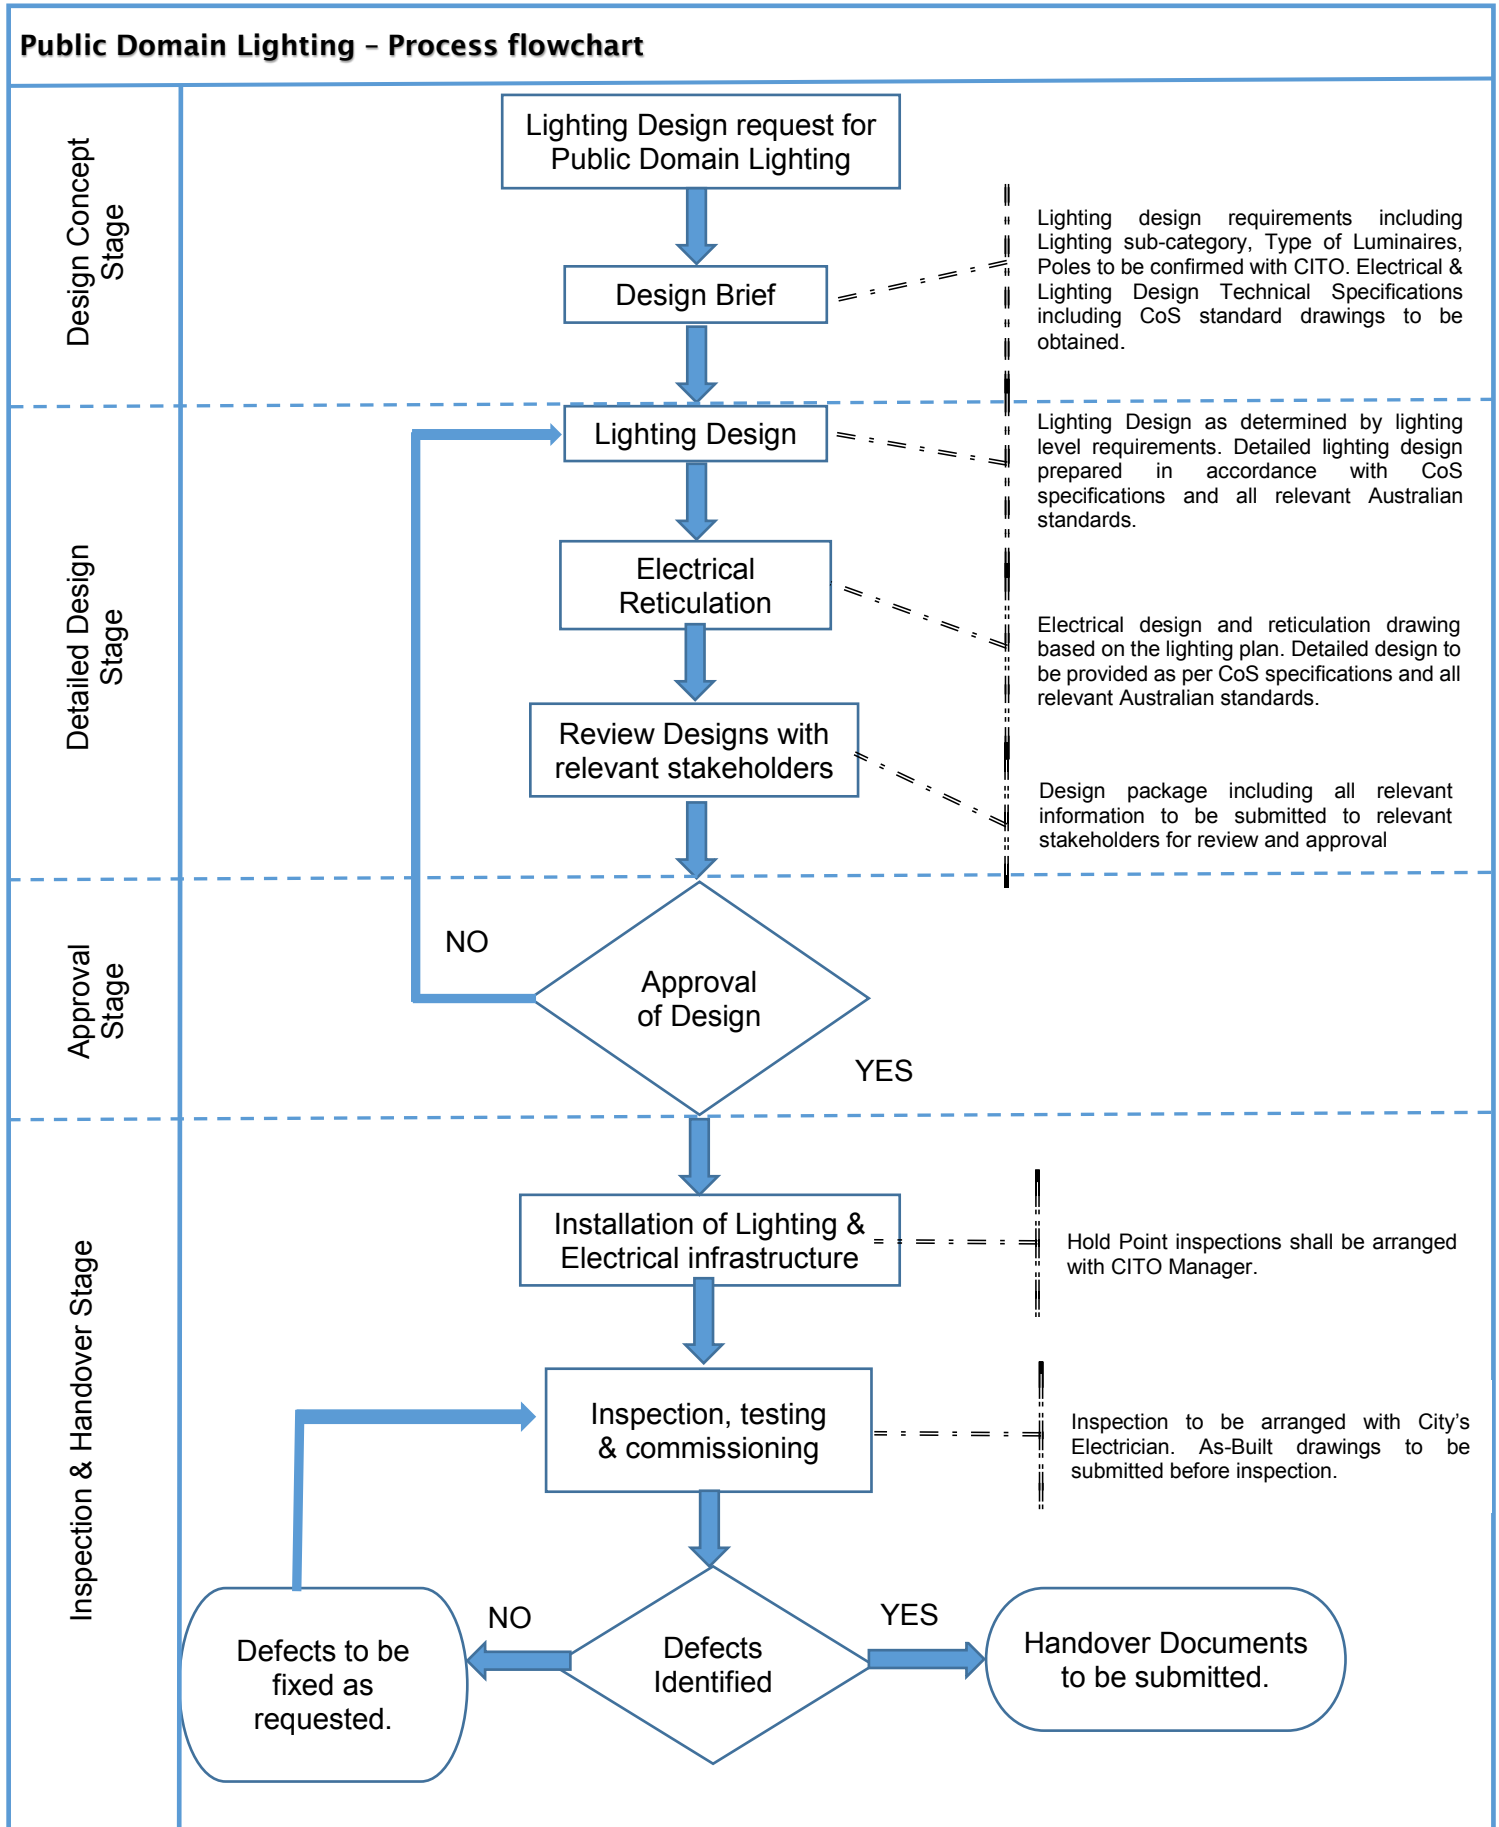 Public Domain Lighting – Process flowchart
Design Concept
Stage
Lighting Design request for
Public Domain Lighting
Design Brief
Lighting design requirements including
Lighting sub-category, Type of Luminaires,
Poles to be confirmed with CITO. Electrical &
Lighting Design Technical Specifications
including CoS standard drawings to be
obtained.
Detailed Design
Stage
Lighting Design
Lighting Design as determined by lighting
level requirements. Detailed lighting design
prepared in accordance with CoS
specifications and all relevant Australian
standards.
Electrical
Reticulation
Electrical design and reticulation drawing
based on the lighting plan. Detailed design to
be provided as per CoS specifications and all
relevant Australian standards.
Review Designs with
relevant stakeholders
Design package including all relevant
information to be submitted to relevant
stakeholders for review and approval
Approval
Stage
NO
Approval
of Design
YES
Inspection & Handover Stage
Installation of Lighting &
Electrical infrastructure
Hold Point inspections shall be arranged
with CITO Manager.
Inspection, testing
& commissioning
Inspection to be arranged with City’s
Electrician. As-Built drawings to be
submitted before inspection.
NO
YES
Defects to be
fixed as
requested.
Defects
Identified
Handover Documents
to be submitted.